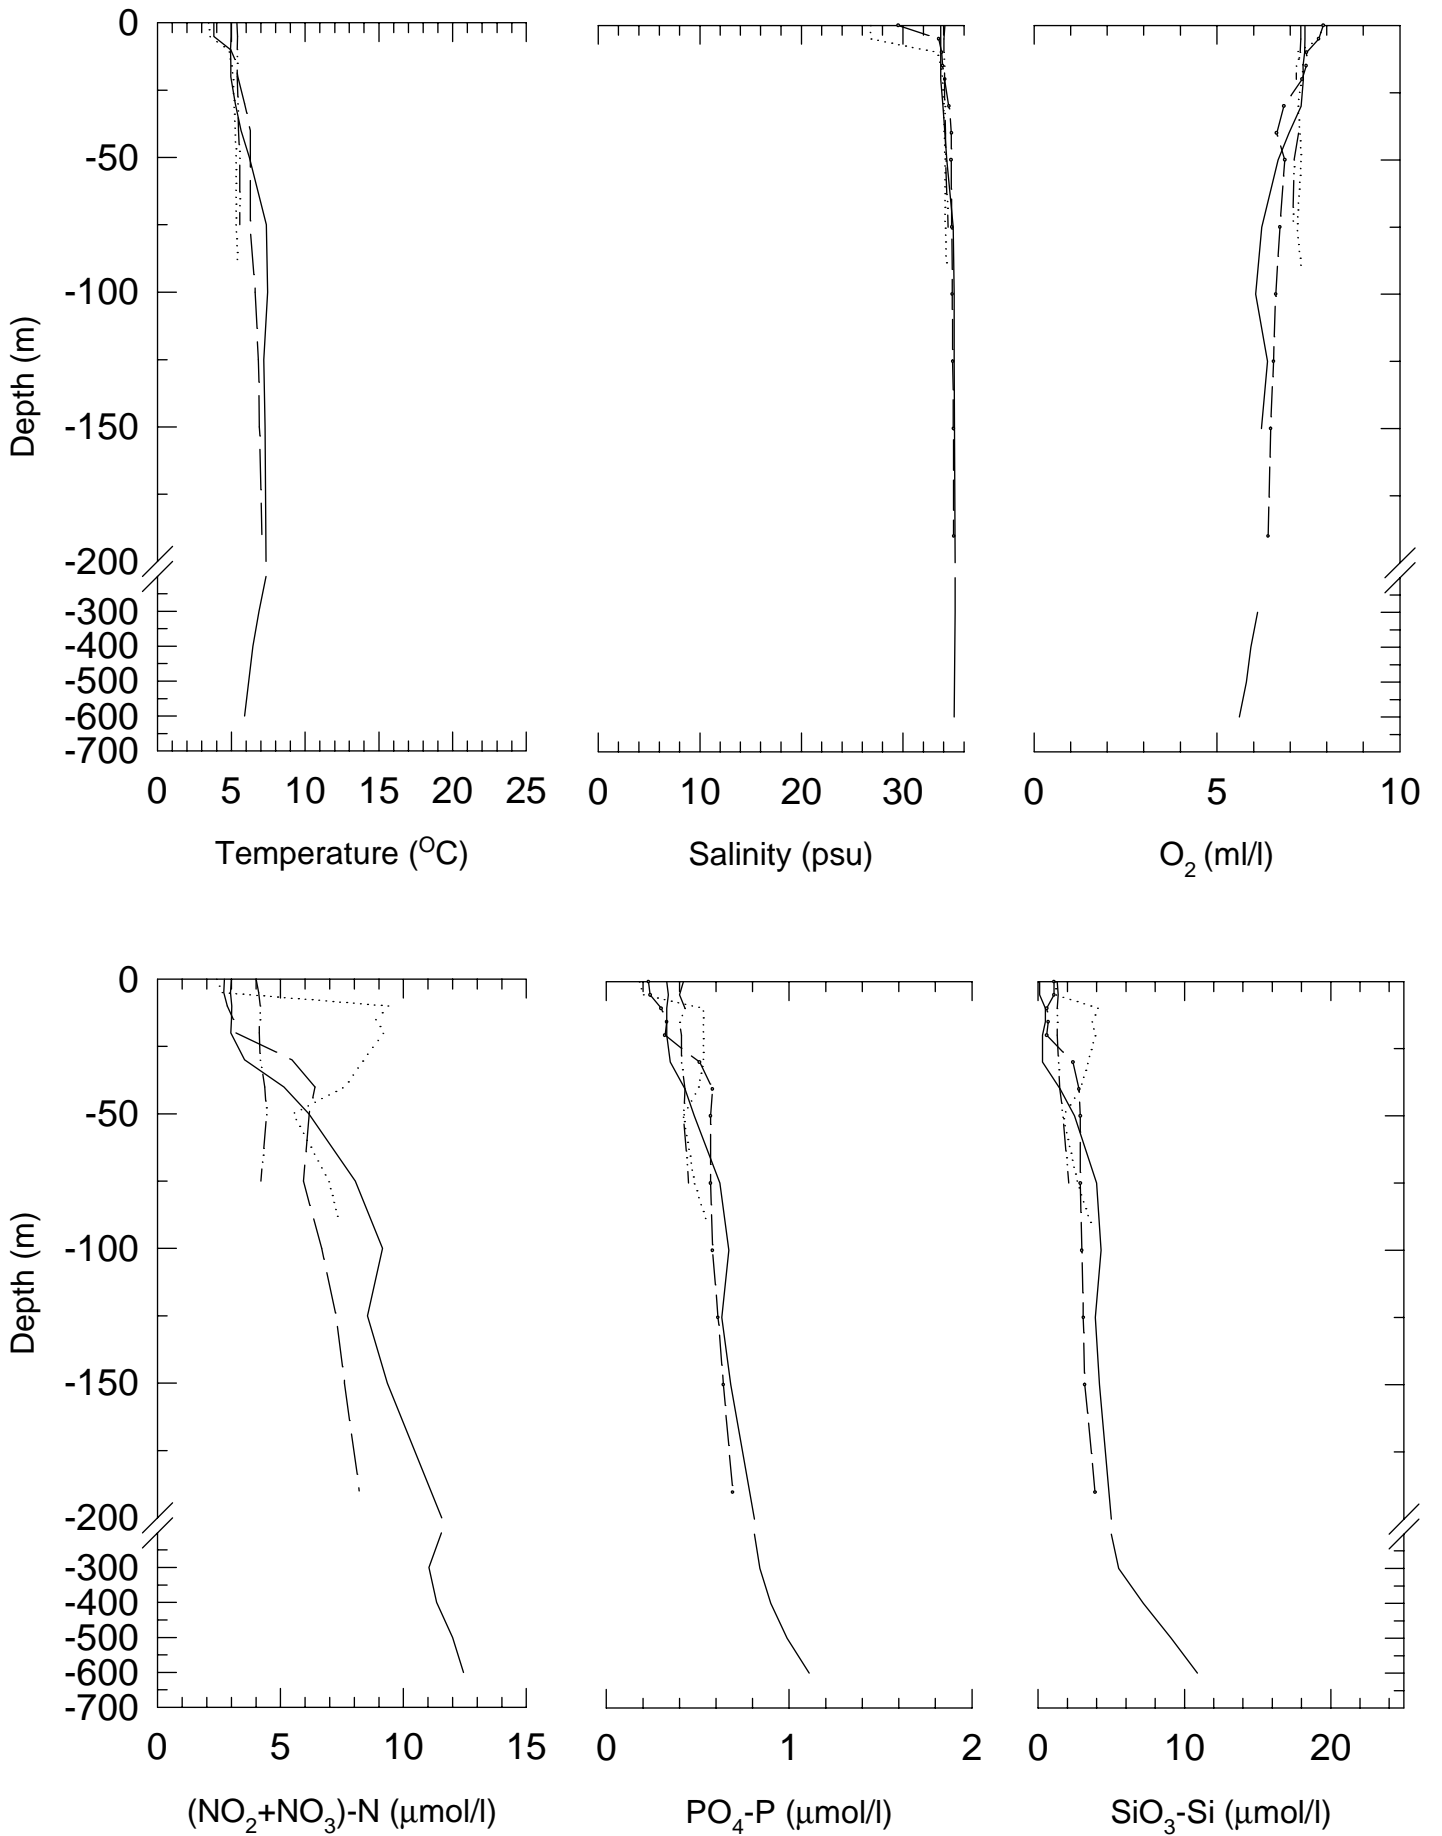 0
-50
-100
-150
-200
-300
-400
-500
-600
-700
Depth (m)
0 5 10 15 20 25
Temperature (OC)
0 10 20 30
Salinity (psu)
0 5 10
O2 (ml/l)
0
-50
-100
-150
-200
-300
-400
-500
-600
-700
Depth (m)
0 5 10 15
(NO2+NO3)-N (μmol/l)
0 1 2
PO4-P (μmol/l)
0 10 20
SiO3-Si (μmol/l)